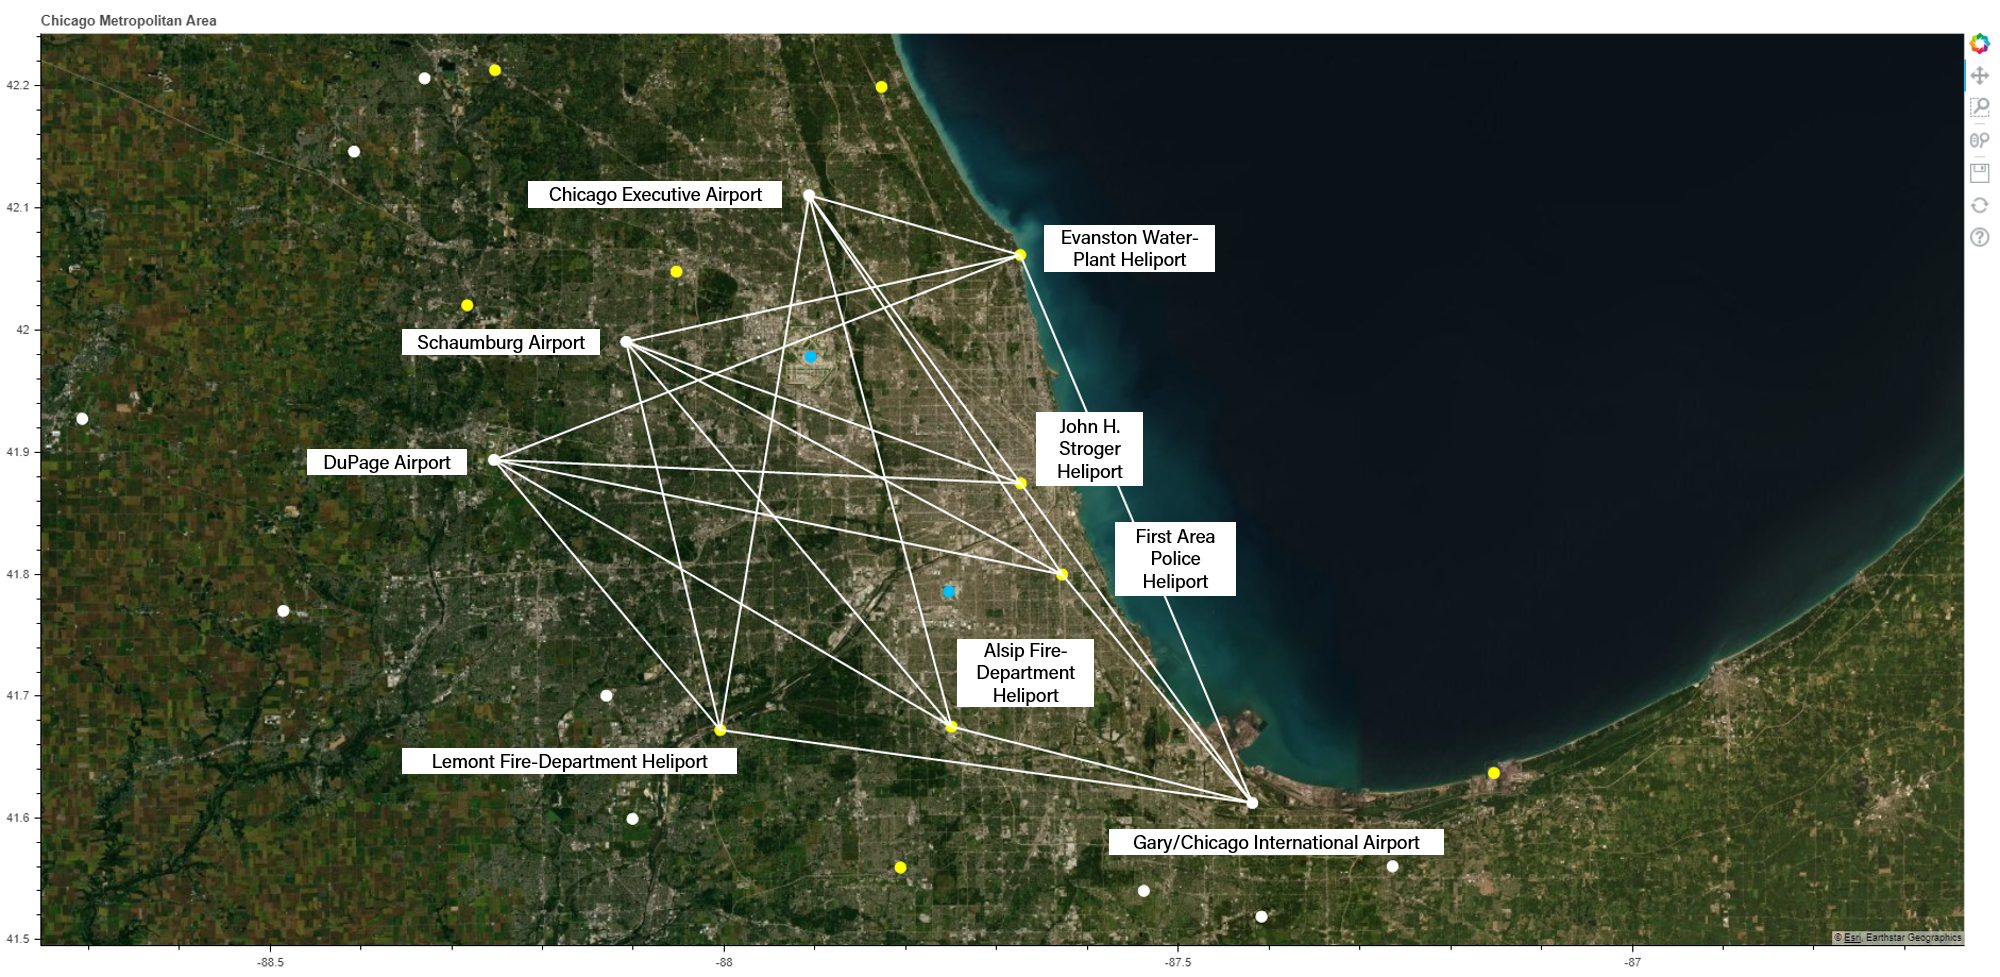 Chicago Metropolitan Area
42.2
42.1
42
41.9
41.8
41.7
41.6
41.5
Chicago Executive Airport
Evanston Water-
Plant Heliport
Schaumburg Airport
John H.
Stroger
Heliport
DuPage Airport
First Area
Police
Heliport
Alsip Fire-
Department
Heliport
Lemont Fire-Department Heliport
Gary/Chicago International Airport
© Esri, Earthstar Geographics
-88.5
-88
-87.5
-87